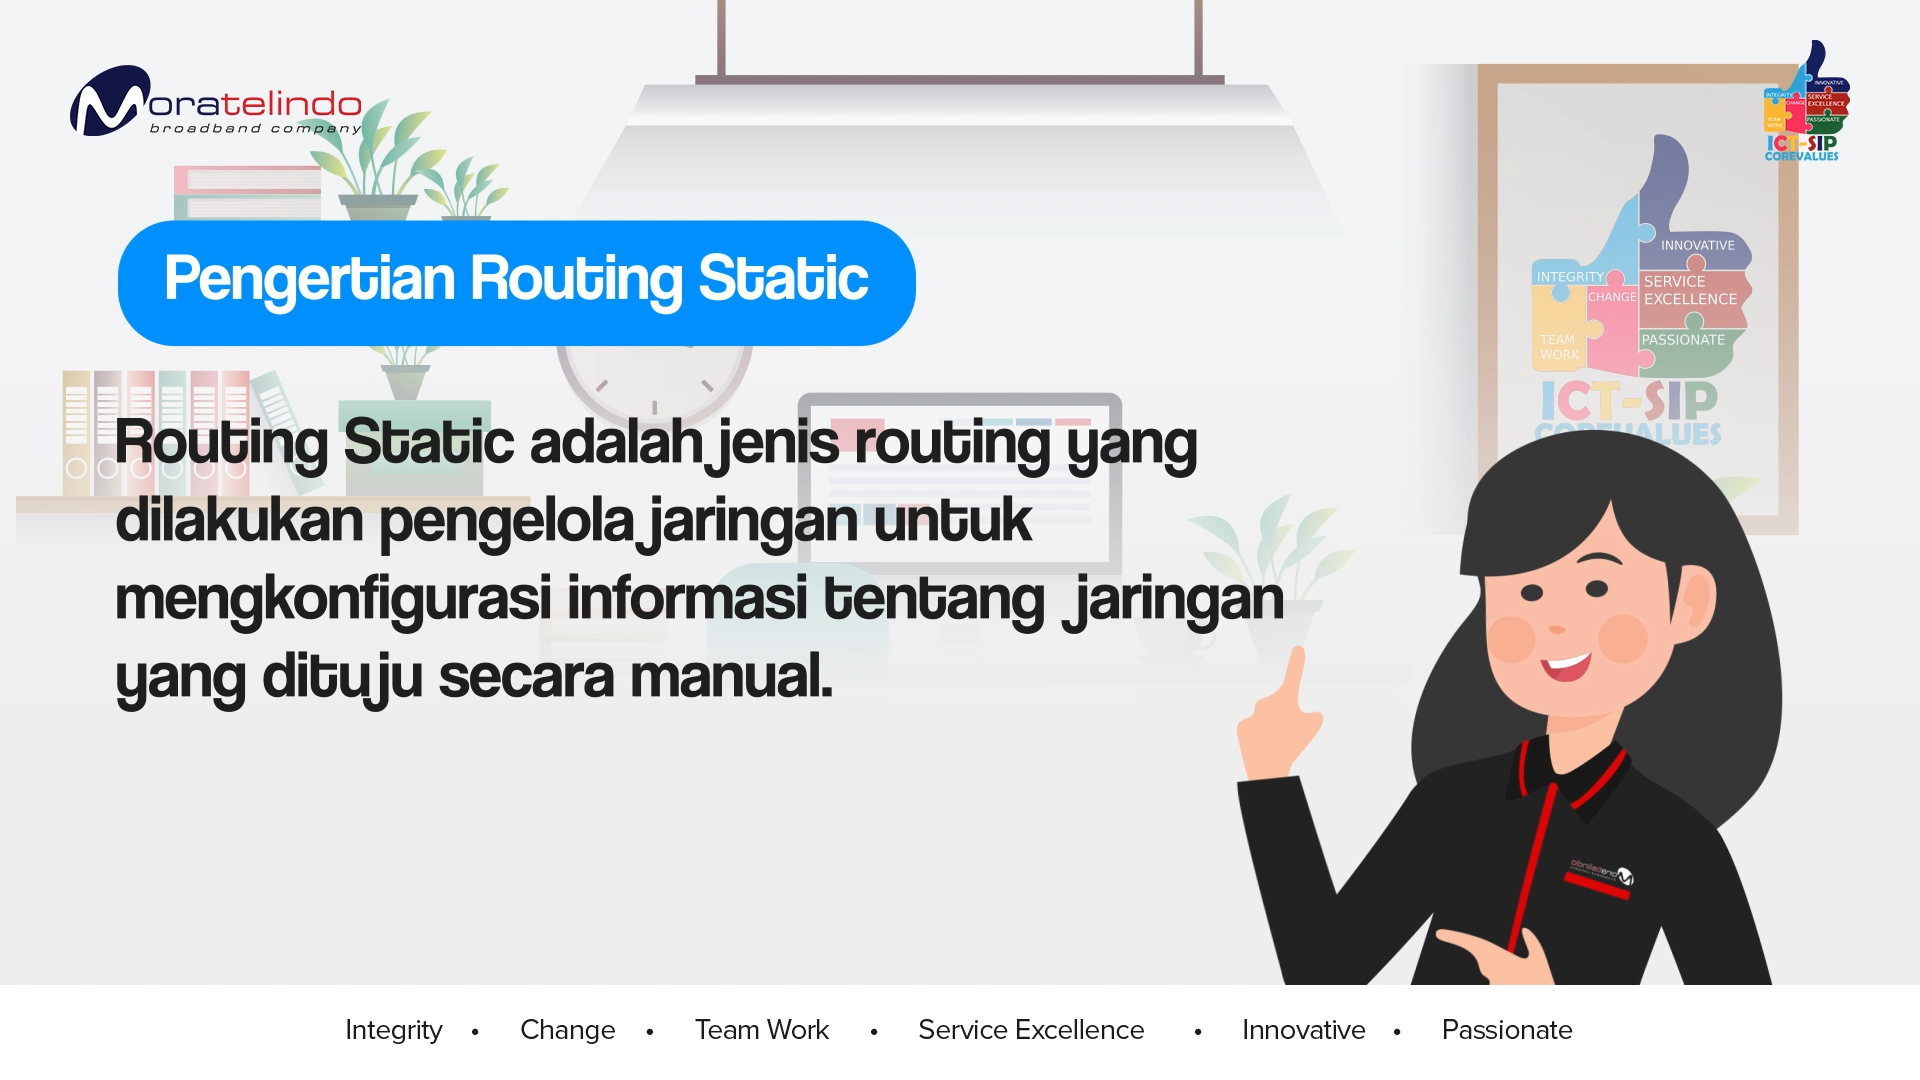 Moratelindo
broadband company
INNOVATIVE
INTEGRITY
SERVICE
CHANGE
EXCELLENCE
TEAM
WORK
PASSIONATE
ICT-SIP
COREVALUES
Pengertian Routing Static
INNOVATIVE
INTEGRITY
SERVICE
CHANGE
EXCELLENCE
TEAM
WORK
PASSIONATE
ICT-SIP
COREVALUES
Routing Static adalah jenis routing yang
dilakukan pengelola jaringan untuk
mengkonfigurasi informasi tentang  jaringan
yang dituju secara manual.
Integrity • Change • Team Work • Service Excellence • Innovative • Passionate